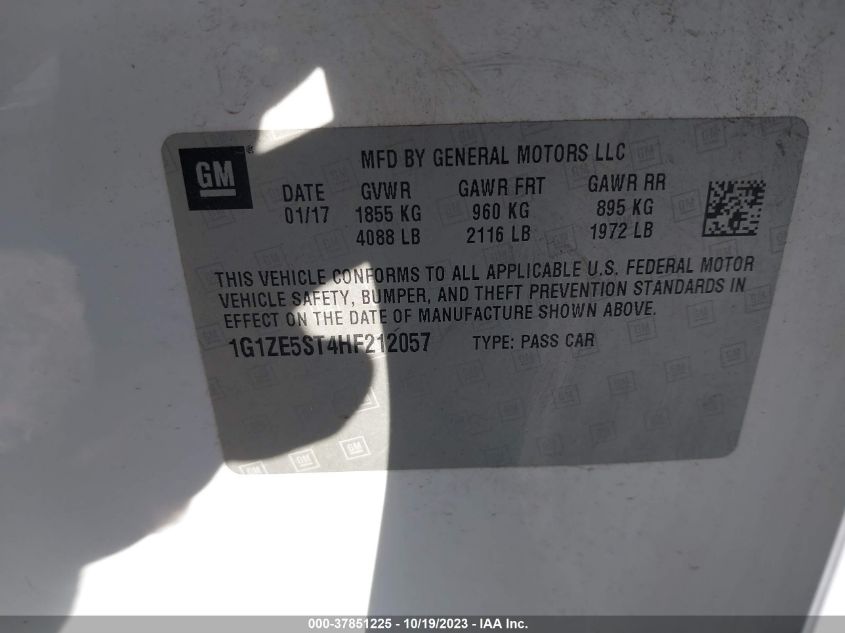 GM
MFD BY GENERAL MOTORS LLC
DATE GVWR GAWR FRT GAWR RR
01/17 1855 KG 960 KG 895 KG
4088 LB 2116 LB 1972 LB
THIS VEHICLE CONFORMS TO ALL APPLICABLE U.S. FEDERAL MOTOR
VEHICLE SAFETY, BUMPER, AND THEFT PREVENTION STANDARDS IN
EFFECT ON THE DATE OF MANUFACTURE SHOWN ABOVE.
1G1ZE5ST4HF212057 TYPE: PASS CAR
000-37851225 - 10/19/2023 - IAA Inc.